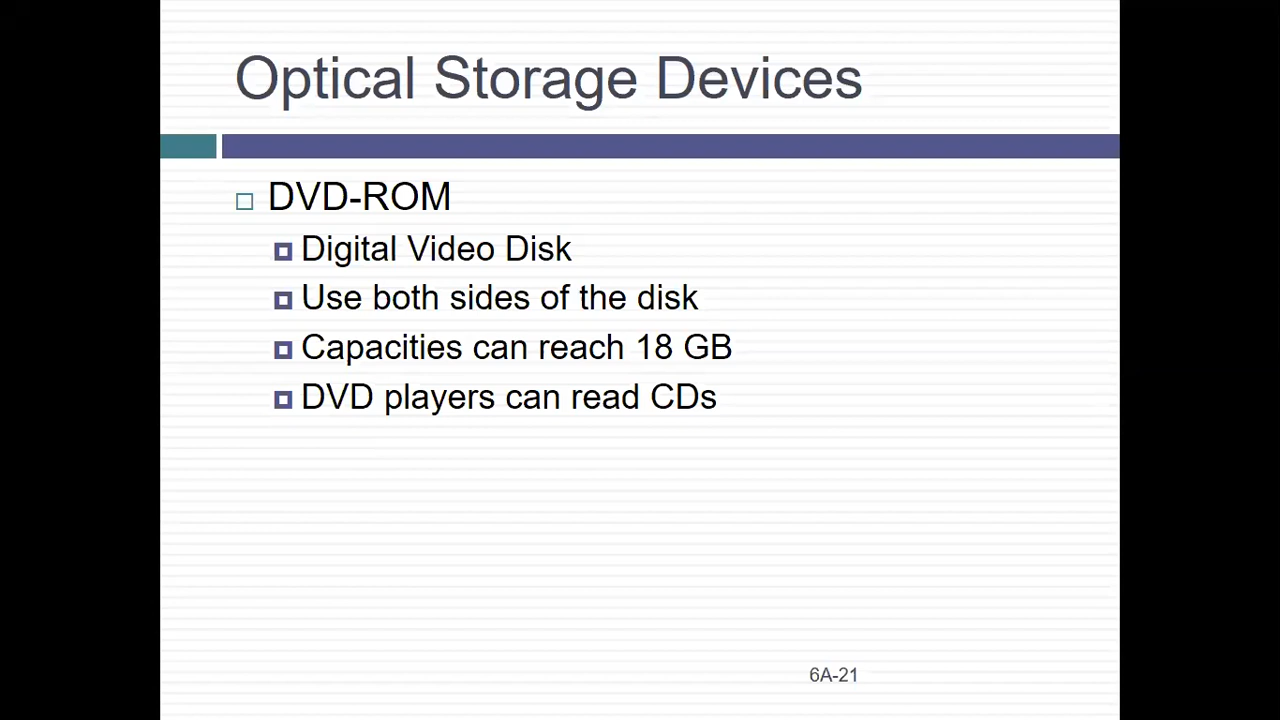 Optical Storage Devices
DVD-ROM
Digital Video Disk
Use both sides of the disk
Capacities can reach 18 GB
DVD players can read CDs
6A-21